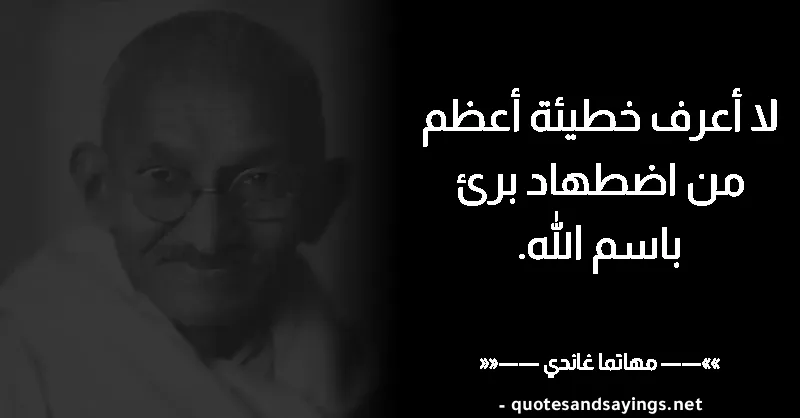 لا أعرف خطيئة أعظم
من اضطهاد برئ
باسم الله.
»»—— مهاتما غاندي ——««
- quotesandsayings.net